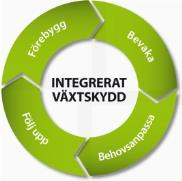 Förebygg
Bevaka
INTEGRERAT
VÄXTSKYDD
Följ upp
Behovsanpassa